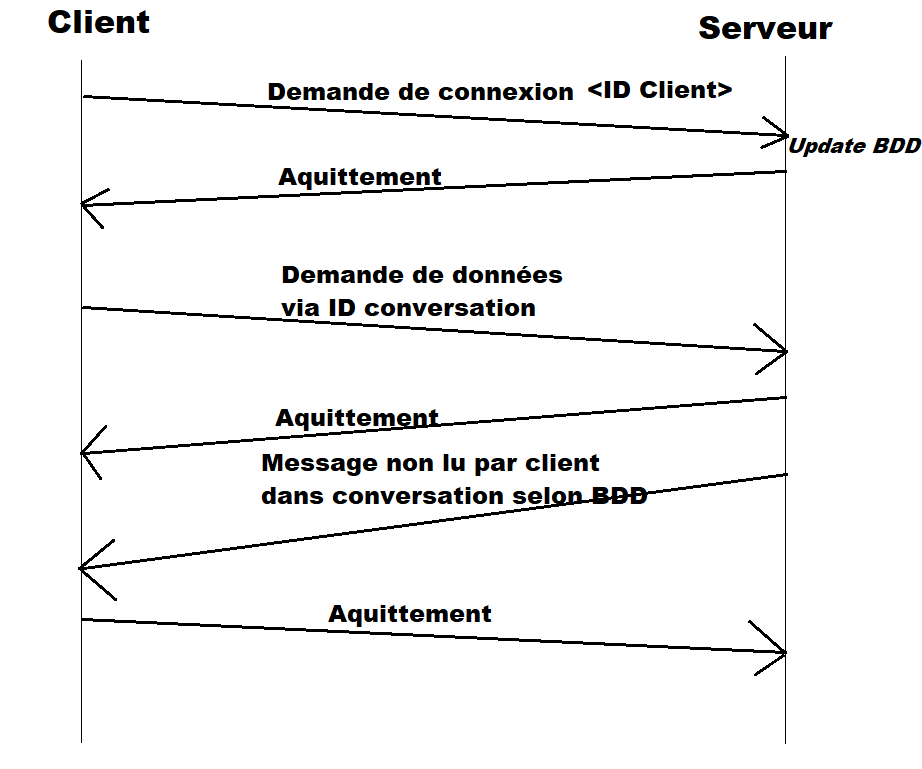 Client
Serveur
Demande de connexion <ID Client>
Update BDD
Aquittement
Demande de données
via ID conversation
Aquittement
Message non lu par client
dans conversation selon BDD
Aquittement